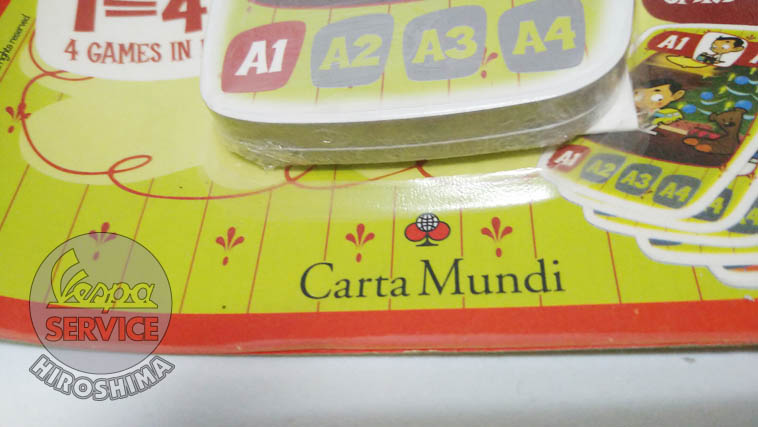 1=4
4 GAMES IN
A1 A2 A3 A4
A1
A1 A2 A3 A4
Carta Mundi
Vespa
SERVICE
HIROSHIMA